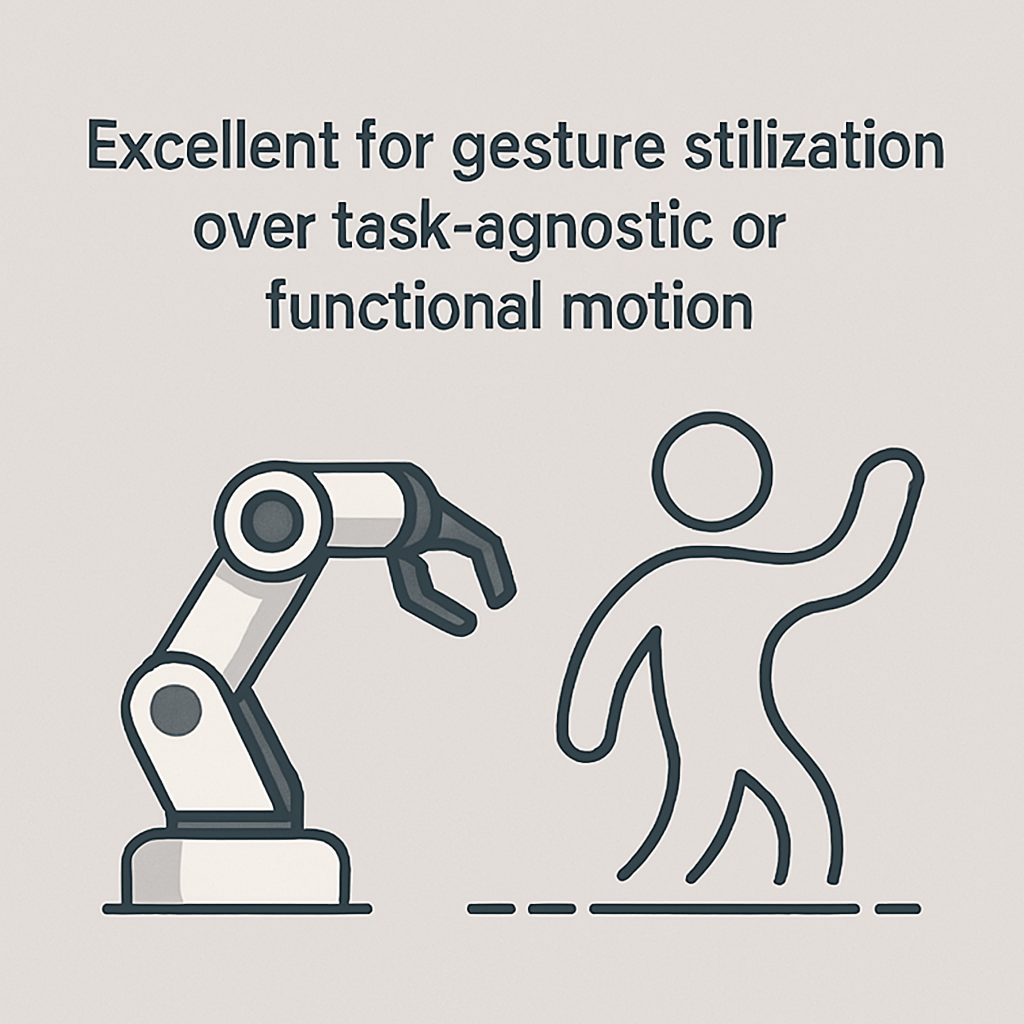 Excellent for gesture stilization
over task-agnostic or
functional motion